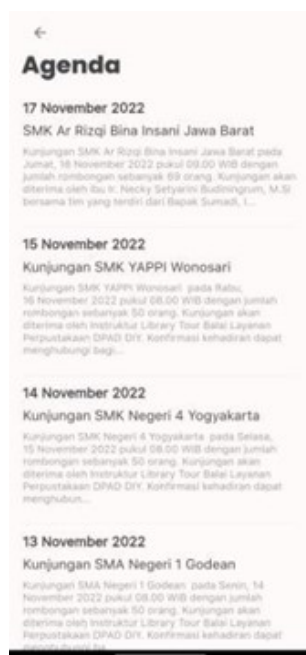 Agenda
17 November 2022
SMK Ar Rizqi Bina Insani Jawa Barat
Kunjungan SMK Ar Rizqi Bina Insani Jawa Barat pada
Jumat, 18 November 2022 pukul 09.00 WIB dengan
jumlah rombongan sebanyak 69 orang. Kunjungan akan
diterima oleh Ibu Ir. Necky Setyarini Budiningrum, M.Si
bersama tim yang terdiri dari Bapak Sumadi, I...
15 November 2022
Kunjungan SMK YAPPI Wonosari
Kunjungan SMK YAPPI Wonosari pada Rabu,
16 November 2022 pukul 08.00 WIB dengan jumlah
rombongan sebanyak 50 orang. Kunjungan akan
diterima oleh Instruktur Library Tour Balai Layanan
Perpustakaan DPAD DIY. Konfirmasi kehadiran dapat
menghubungi bagi...
14 November 2022
Kunjungan SMK Negeri 4 Yogyakarta
Kunjungan SMK Negeri 4 Yogyakarta pada Selasa,
15 November 2022 pukul 08.00 WIB dengan jumlah
rombongan sebanyak 50 orang. Kunjungan akan
diterima oleh Instruktur Library Tour Balai Layanan
Perpustakaan DPAD DIY. Konfirmasi kehadiran dapat
menghubun...
13 November 2022
Kunjungan SMA Negeri 1 Godean
Kunjungan SMA Negeri 1 Godean pada Senin, 14
November 2022 pukul 08.00 WIB dengan jumlah
rombongan sebanyak 50 orang. Kunjungan akan
diterima oleh Instruktur Library Tour Balai Layanan
Perpustakaan DPAD DIY. Konfirmasi kehadiran dapat